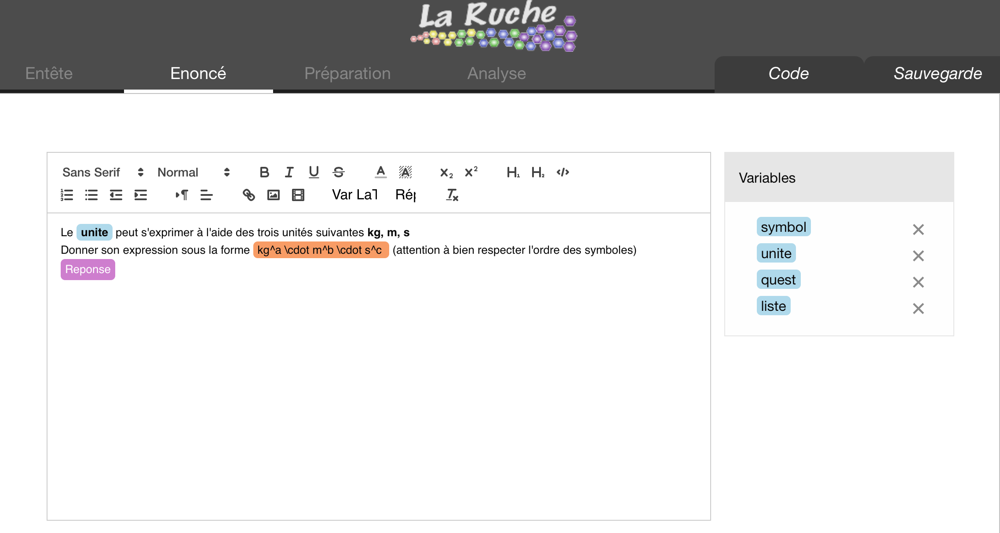 La Ruche
Entête Enoncé Préparation Analyse Code Sauvegarde
Sans Serif Normal B I U S A A x₂ x² H₁ H₂ </>
Var LaT Rép Tx
Le unite peut s'exprimer à l'aide des trois unités suivantes kg, m, s
Donner son expression sous la forme kg^a \cdot m^b \cdot s^c (attention à bien respecter l'ordre des symboles)
Reponse
Variables
symbol
unite
quest
liste